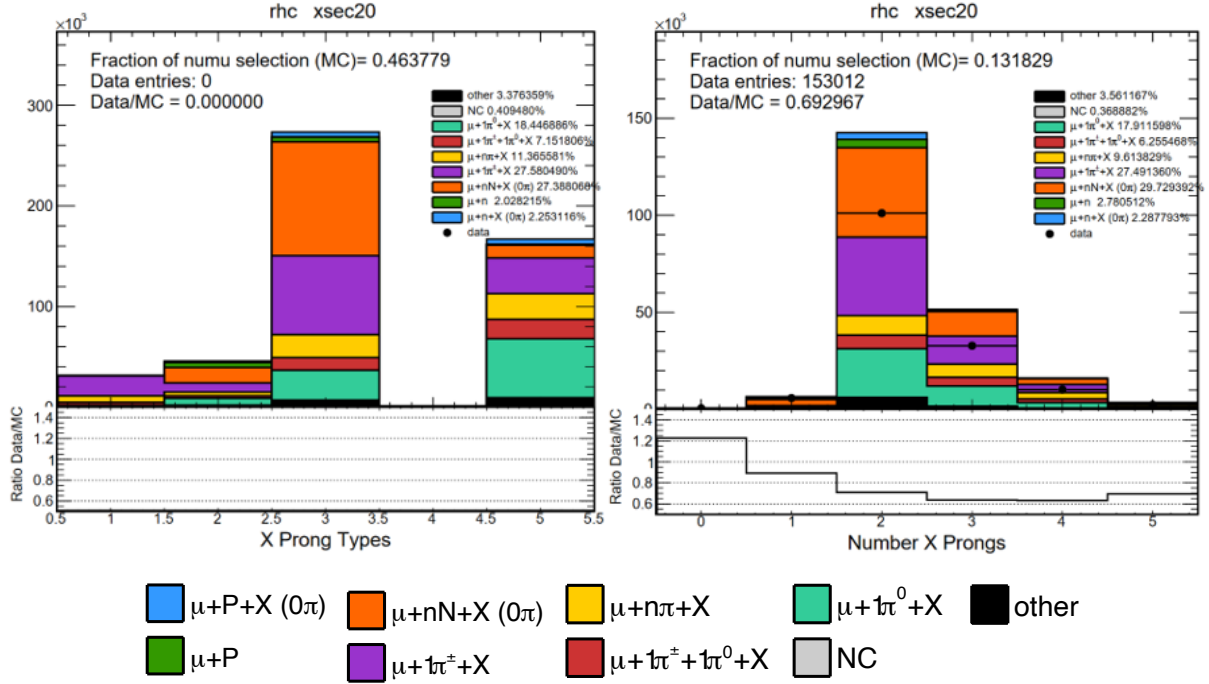 rhc xsec20
×10³
Fraction of numu selection (MC)= 0.463779
Data entries: 0
Data/MC = 0.000000
other 3.376359%
NC 0.409480%
μ+1π⁰+X 18.446886%
μ+1π±+1π⁰+X 7.151806%
μ+nπ+X 11.365581%
μ+1π±+X 27.580490%
μ+nN+X (0π) 27.388068%
μ+n 2.028215%
μ+n+X (0π) 2.253116%
data
300
200
100
0
Ratio Data/MC
1.4
1.2
1
0.8
0.6
0.5 1 1.5 2 2.5 3 3.5 4 4.5 5 5.5
X Prong Types
rhc xsec20
×10³
Fraction of numu selection (MC)= 0.131829
Data entries: 153012
Data/MC = 0.692967
other 3.561167%
NC 0.368882%
μ+1π⁰+X 17.911598%
μ+1π±+1π⁰+X 6.255468%
μ+nπ+X 9.613829%
μ+1π±+X 27.491360%
μ+nN+X (0π) 29.729392%
μ+n 2.780512%
μ+n+X (0π) 2.287793%
data
150
100
50
0
Ratio Data/MC
1.4
1.2
1
0.8
0.6
0 1 2 3 4 5
Number X Prongs
μ+P+X (0π) μ+nN+X (0π) μ+nπ+X μ+1π⁰+X other
μ+P μ+1π±+X μ+1π±+1π⁰+X NC